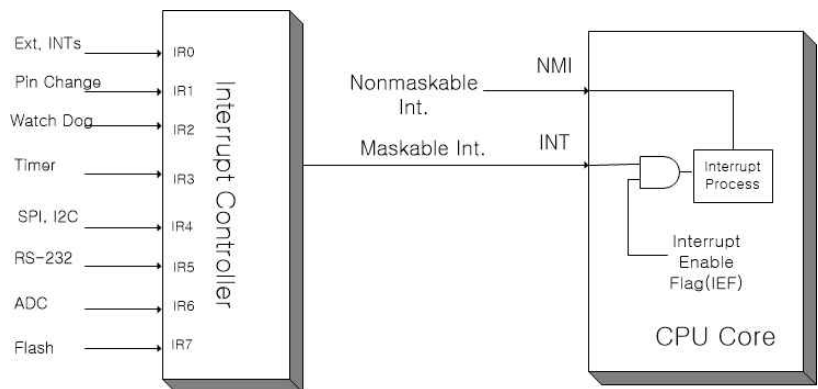 Ext, INTs
Pin Change
Watch Dog
Timer
SPI, I2C
RS-232
ADC
Flash
IR0
IR1
IR2
IR3
IR4
IR5
IR6
IR7
Interrupt Controller
Nonmaskable
Int.
Maskable Int.
NMI
INT
Interrupt
Process
Interrupt
Enable
Flag(IEF)
CPU Core